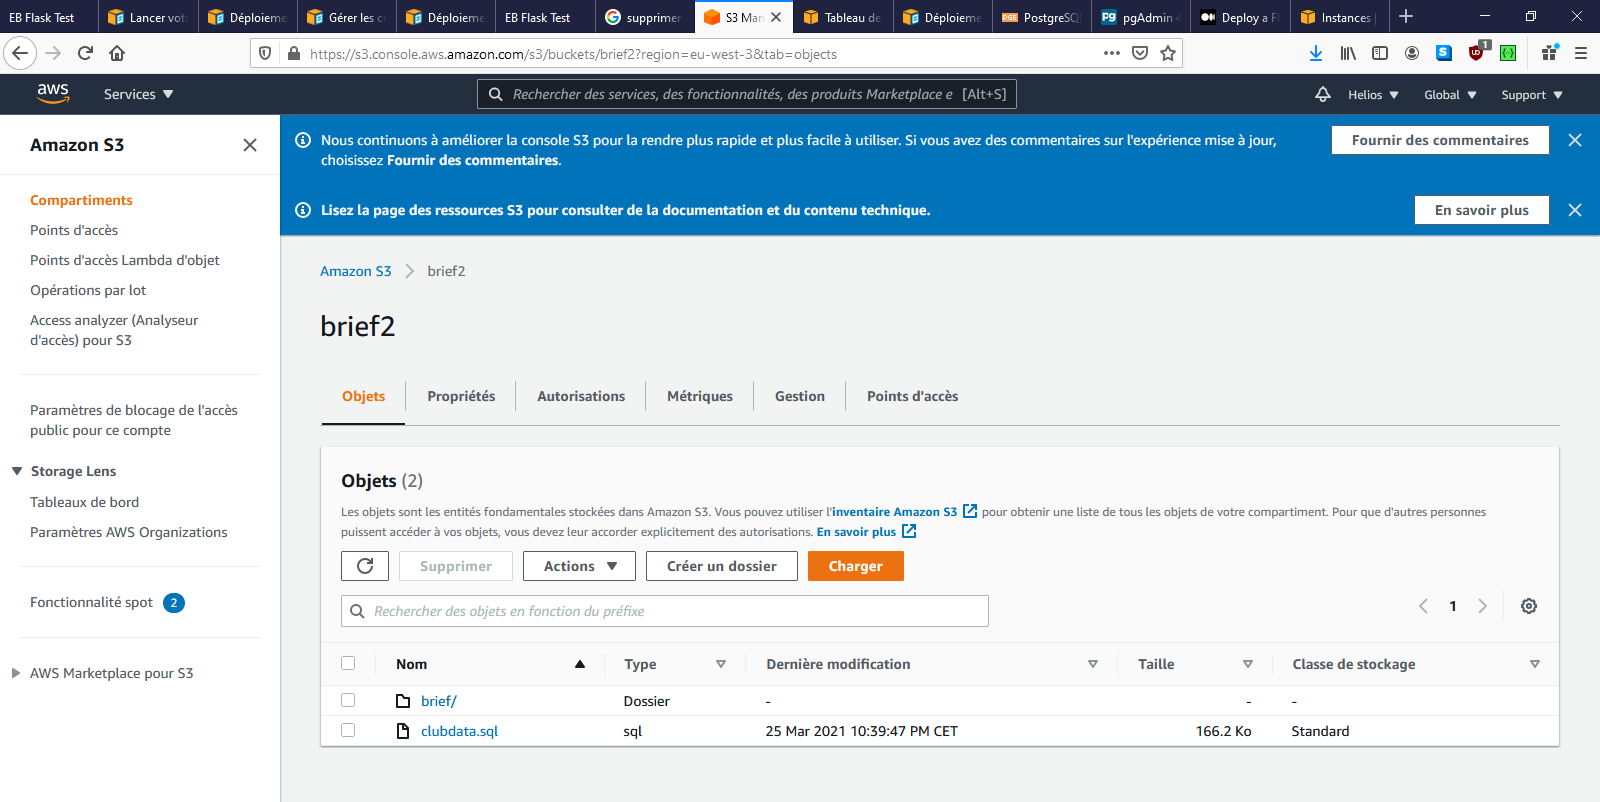 EB Flask Test
Lancer vot
Déploieme
Gérer les c
Déploieme
EB Flask Test
supprimer
S3 Man
Tableau de
Déploieme
PostgreSQ
pgAdmin 4
Deploy a F
Instances |
https://s3.console.aws.amazon.com/s3/buckets/brief2?region=eu-west-3&tab=objects
1
aws
Services
Rechercher des services, des fonctionnalités, des produits Marketplace e [Alt+S]
Helios
Global
Support
Amazon S3
Compartiments
Points d'accès
Points d'accès Lambda d'objet
Opérations par lot
Access analyzer (Analyseur
d'accès) pour S3
Paramètres de blocage de l'accès
public pour ce compte
Storage Lens
Tableaux de bord
Paramètres AWS Organizations
Fonctionnalité spot 2
AWS Marketplace pour S3
Nous continuons à améliorer la console S3 pour la rendre plus rapide et plus facile à utiliser. Si vous avez des commentaires sur l'expérience mise à jour,
choisissez Fournir des commentaires.
Fournir des commentaires
Lisez la page des ressources S3 pour consulter de la documentation et du contenu technique.
En savoir plus
Amazon S3 > brief2
brief2
Objets
Propriétés
Autorisations
Métriques
Gestion
Points d'accès
Objets (2)
Les objets sont les entités fondamentales stockées dans Amazon S3. Vous pouvez utiliser l'inventaire Amazon S3 pour obtenir une liste de tous les objets de votre compartiment. Pour que d'autres personnes
puissent accéder à vos objets, vous devez leur accorder explicitement des autorisations. En savoir plus
Supprimer
Actions
Créer un dossier
Charger
Rechercher des objets en fonction du préfixe
1
Nom Type Dernière modification Taille Classe de stockage
brief/ Dossier - - -
clubdata.sql sql 25 Mar 2021 10:39:47 PM CET 166.2 Ko Standard